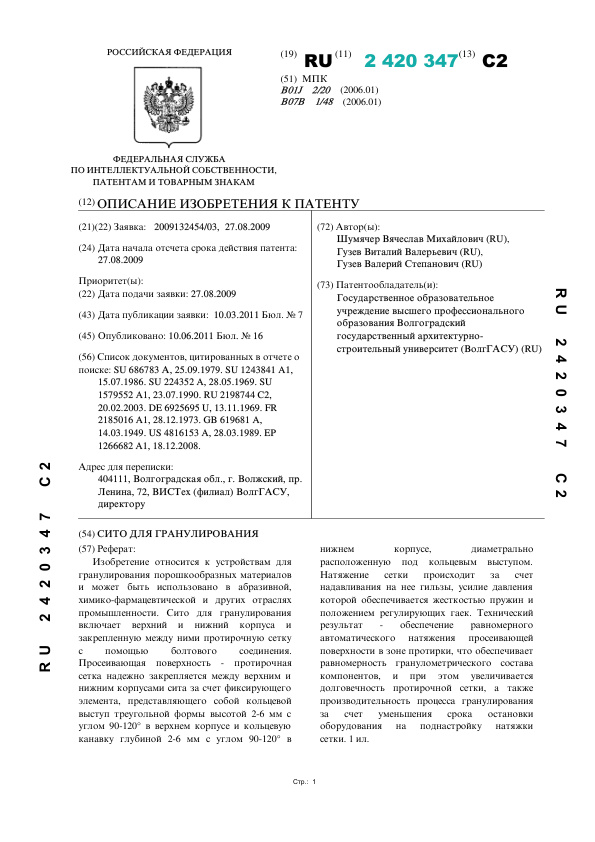 РОССИЙСКАЯ ФЕДЕРАЦИЯ
ФЕДЕРАЛЬНАЯ СЛУЖБА
ПО ИНТЕЛЛЕКТУАЛЬНОЙ СОБСТВЕННОСТИ,
ПАТЕНТАМ И ТОВАРНЫМ ЗНАКАМ
(19) RU (11) 2 420 347 (13) C2
(51) МПК
B01J 2/20 (2006.01)
B07B 1/48 (2006.01)
(12) ОПИСАНИЕ ИЗОБРЕТЕНИЯ К ПАТЕНТУ
(21)(22) Заявка: 2009132454/03, 27.08.2009
(24) Дата начала отсчета срока действия патента:
27.08.2009
Приоритет(ы):
(22) Дата подачи заявки: 27.08.2009
(43) Дата публикации заявки: 10.03.2011 Бюл. № 7
(45) Опубликовано: 10.06.2011 Бюл. № 16
(56) Список документов, цитированных в отчете о
поиске: SU 686783 A, 25.09.1979. SU 1243841 A1,
15.07.1986. SU 224352 A, 28.05.1969. SU
1579552 A1, 23.07.1990. RU 2198744 C2,
20.02.2003. DE 6925695 U, 13.11.1969. FR
2185016 A1, 28.12.1973. GB 619681 A,
14.03.1949. US 4816153 A, 28.03.1989. EP
1266682 A1, 18.12.2008.
Адрес для переписки:
404111, Волгоградская обл., г. Волжский, пр.
Ленина, 72, ВИСТех (филиал) ВолгГАСУ,
директору
(72) Автор(ы):
Шумячер Вячеслав Михайлович (RU),
Гузев Виталий Валерьевич (RU),
Гузев Валерий Степанович (RU)
(73) Патентообладатель(и):
Государственное образовательное
учреждение высшего профессионального
образования Волгоградский
государственный архитектурно-
строительный университет (ВолгГАСУ) (RU)
(54) СИТО ДЛЯ ГРАНУЛИРОВАНИЯ
(57) Реферат:
Изобретение относится к устройствам для
гранулирования порошкообразных материалов
и может быть использовано в абразивной,
химико-фармацевтической и других отраслях
промышленности. Сито для гранулирования
включает верхний и нижний корпуса и
закрепленную между ними протирочную сетку
с помощью болтового соединения.
Просеивающая поверхность - протирочная
сетка надежно закрепляется между верхним и
нижним корпусами сита за счет фиксирующего
элемента, представляющего собой кольцевой
выступ треугольной формы высотой 2-6 мм с
углом 90-120° в верхнем корпусе и кольцевую
канавку глубиной 2-6 мм с углом 90-120° в
нижнем корпусе, диаметрально
расположенную под кольцевым выступом.
Натяжение сетки происходит за счет
надавливания на нее гильзы, усилие давления
которой обеспечивается жесткостью пружин и
положением регулирующих гаек. Технический
результат - обеспечение равномерного
автоматического натяжения просеивающей
поверхности в зоне протирки, что обеспечивает
равномерность гранулометрического состава
компонентов, и при этом увеличивается
долговечность протирочной сетки, а также
производительность процесса гранулирования
за счет уменьшения срока остановки
оборудования на поднастройку натяжки
сетки. 1 ил.
Стр.: 1
RU 2420347 C2
RU 2420347 C2